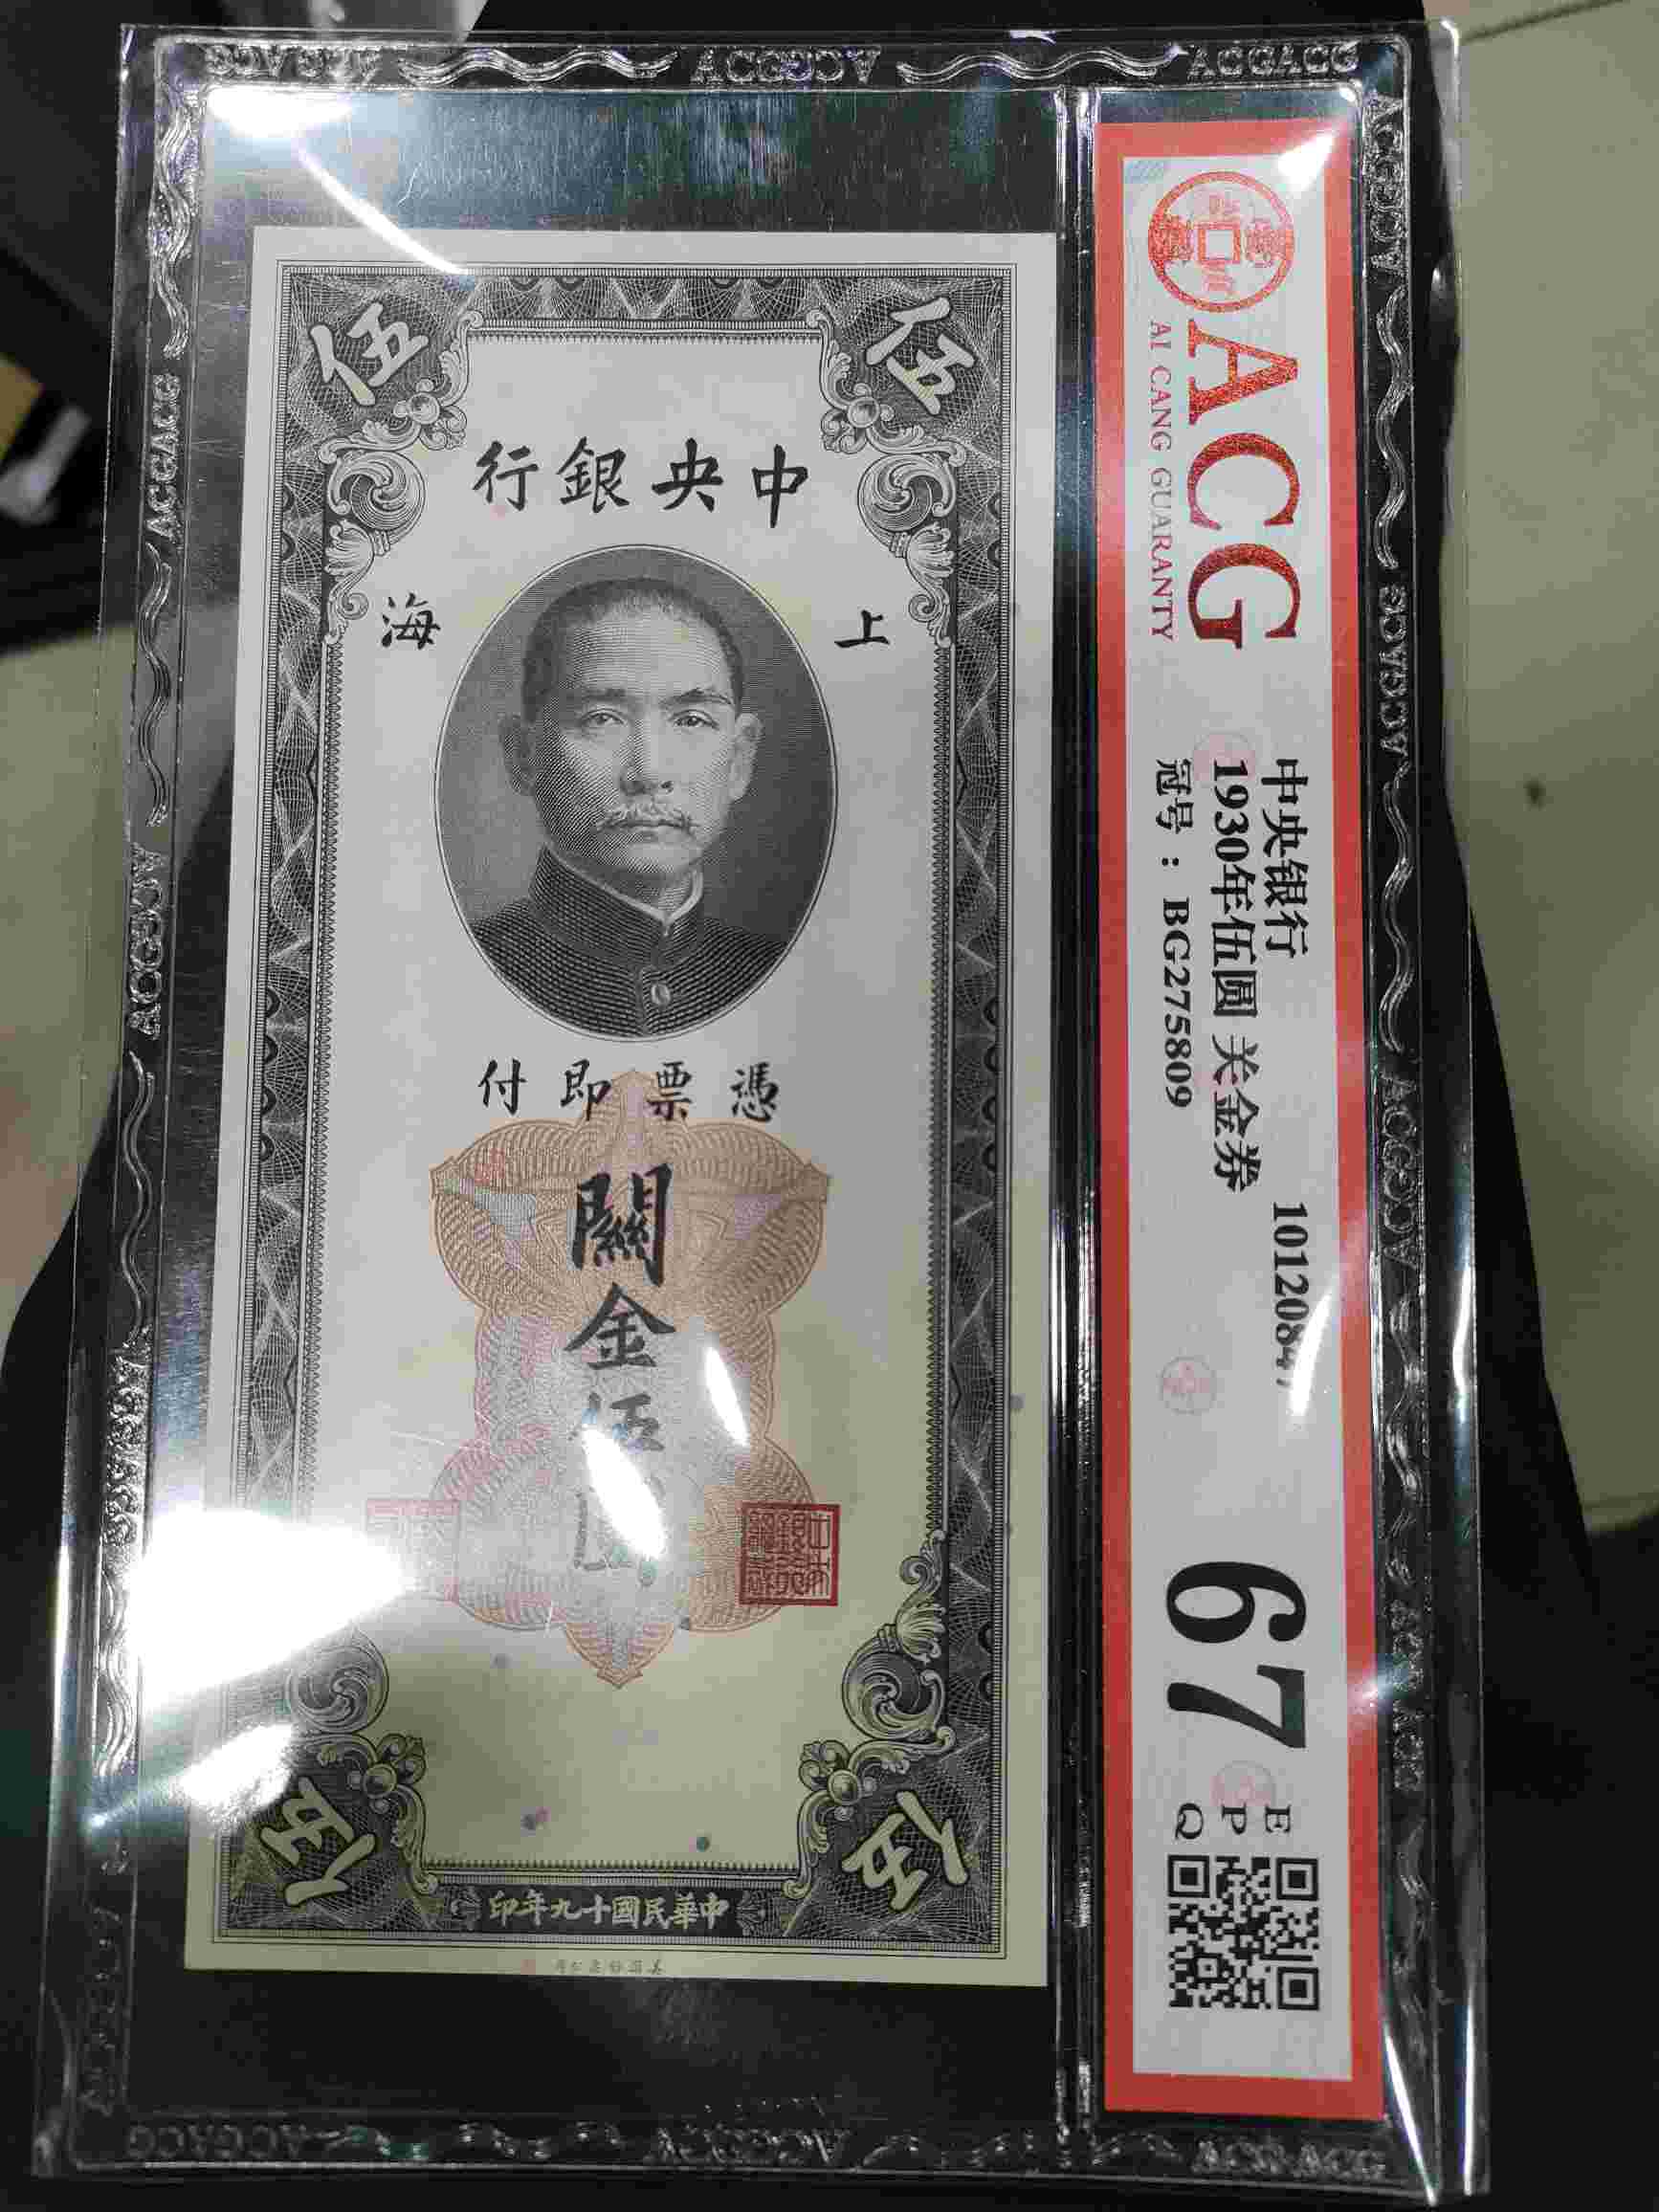 伍
伍
行銀央中
海
上
付即票憑
關
金
伍
圓
伍
伍
印年九十國民華中
ACG
AI CANG GUARANTY
中央银行
1930年伍圆 关金券
冠号：BG275809
67
E
P
Q
ACGACG
ACGACG